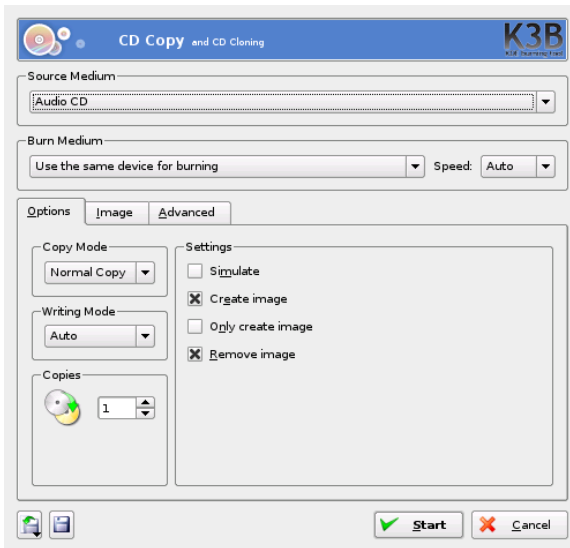 CD Copy and CD Cloning
K3B
Source Medium
Audio CD
Burn Medium
Use the same device for burning Speed: Auto
Options Image Advanced
Copy Mode
Normal Copy
Writing Mode
Auto
Copies
1
Settings
Simulate
Create image
Only create image
Remove image
Start Cancel